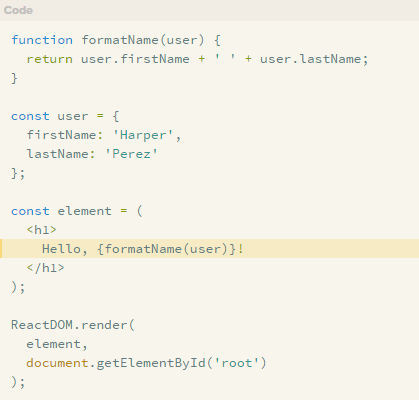 Code
function formatName(user) {
  return user.firstName + ' ' + user.lastName;
}

const user = {
  firstName: 'Harper',
  lastName: 'Perez'
};

const element = (
  <h1>
    Hello, {formatName(user)}!
  </h1>
);

ReactDOM.render(
  element,
  document.getElementById('root')
);